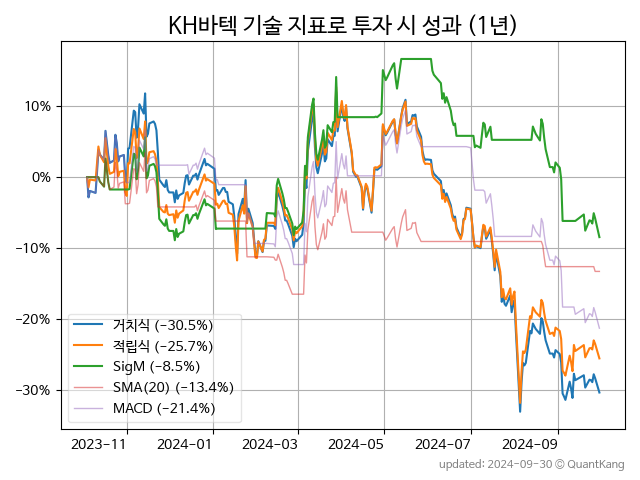 KH바텍 기술 지표로 투자 시 성과 (1년)
10%
0%
−10%
−20%
−30%
거치식 (−30.5%)
적립식 (−25.7%)
SigM (−8.5%)
SMA(20) (−13.4%)
MACD (−21.4%)
2023-11 2024-01 2024-03 2024-05 2024-07 2024-09
updated: 2024-09-30 © QuantKang